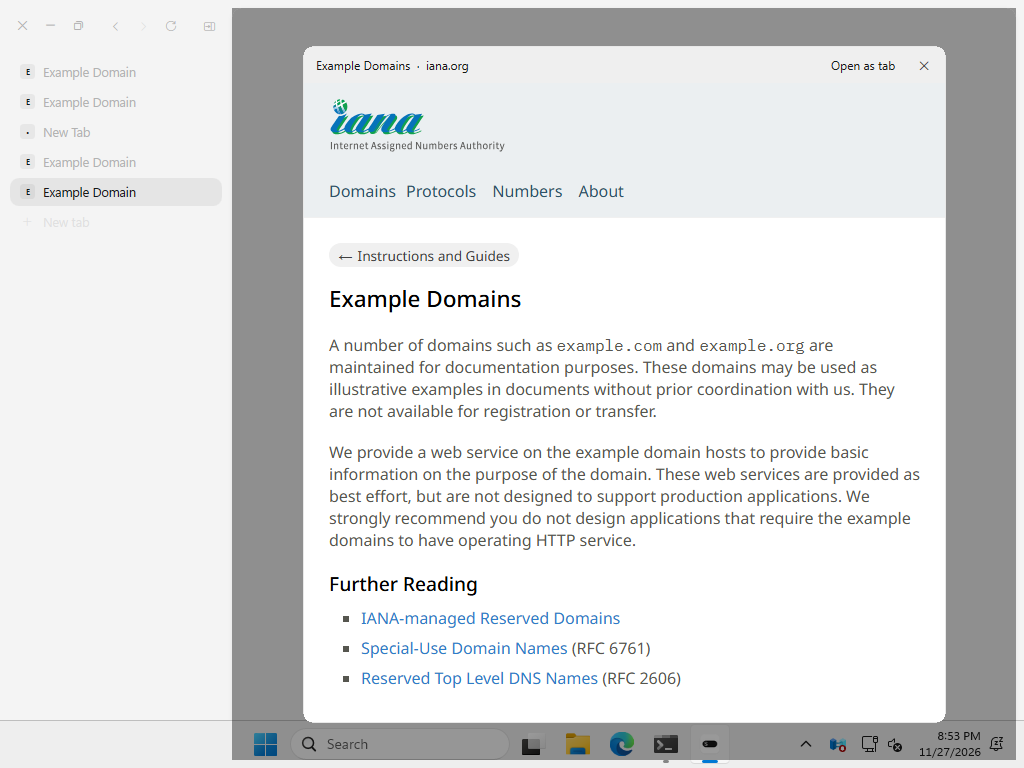 Example Domain
Example Domain
New Tab
Example Domain
Example Domain
New tab
Example Domains · iana.org
Open as tab
iana
Internet Assigned Numbers Authority
Domains Protocols Numbers About
← Instructions and Guides
Example Domains
A number of domains such as example.com and example.org are
maintained for documentation purposes. These domains may be used as
illustrative examples in documents without prior coordination with us. They
are not available for registration or transfer.
We provide a web service on the example domain hosts to provide basic
information on the purpose of the domain. These web services are provided as
best effort, but are not designed to support production applications. We
strongly recommend you do not design applications that require the example
domains to have operating HTTP service.
Further Reading
IANA-managed Reserved Domains
Special-Use Domain Names (RFC 6761)
Reserved Top Level DNS Names (RFC 2606)
Search
8:53 PM
11/27/2026